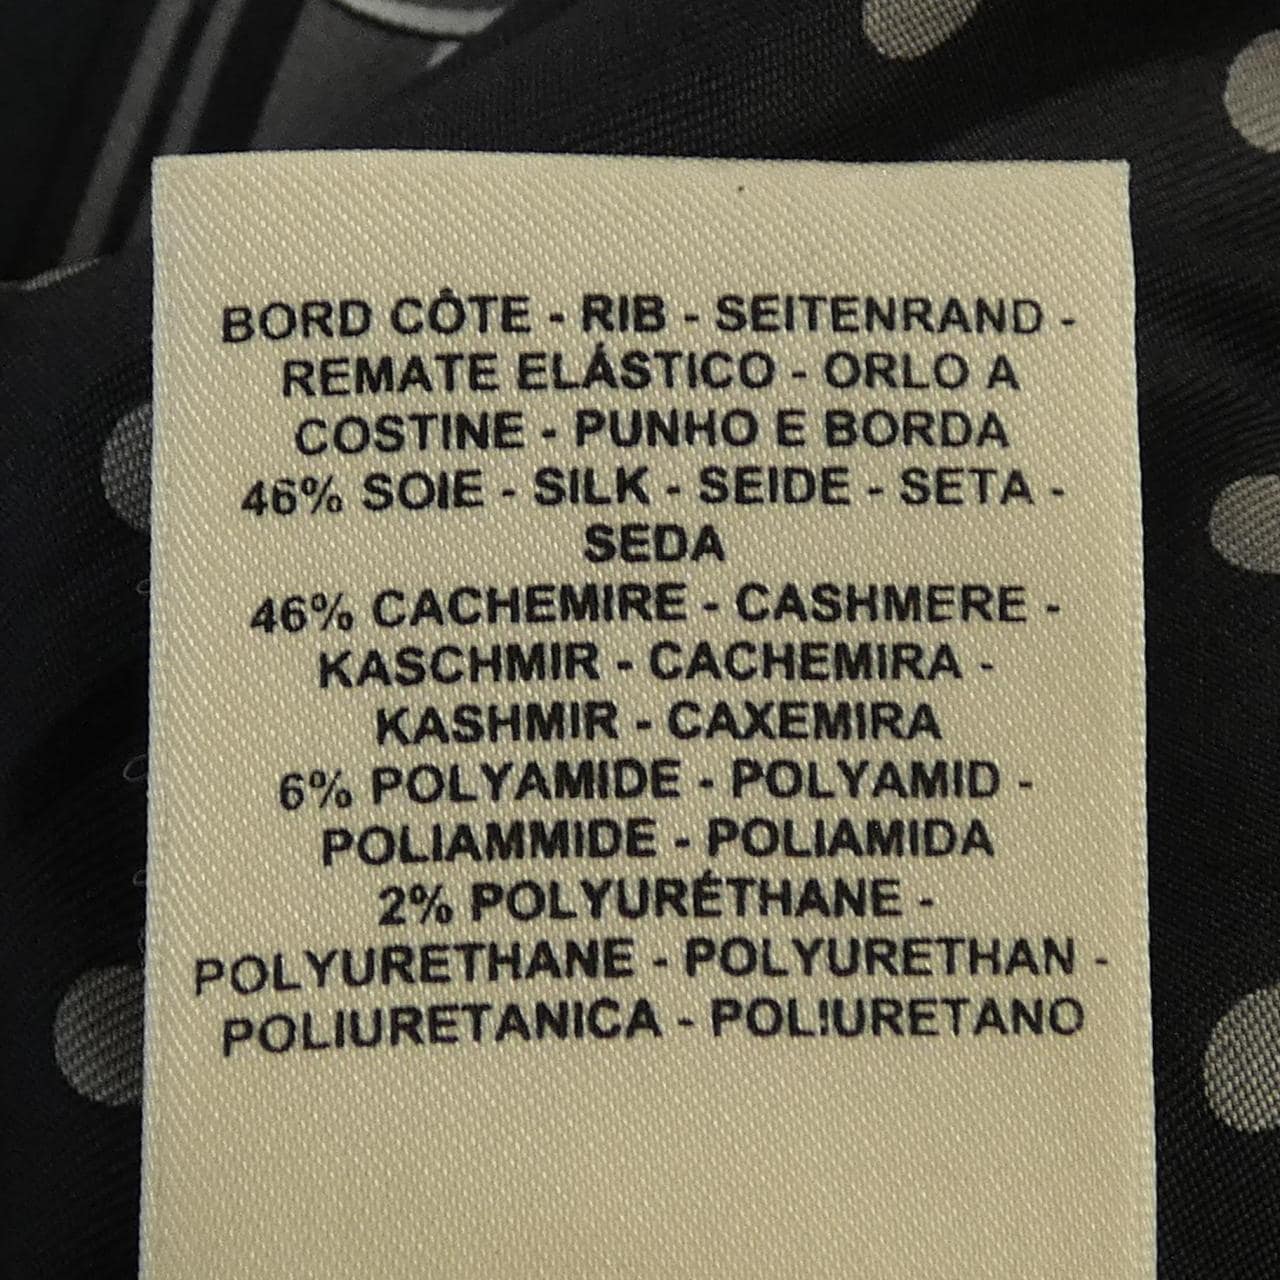 BORD CÔTE - RIB - SEITENRAND -
REMATE ELÁSTICO - ORLO A
COSTINE - PUNHO E BORDA
46% SOIE - SILK - SEIDE - SETA -
SEDA
46% CACHEMIRE - CASHMERE -
KASCHMIR - CACHEMIRA -
KASHMIR - CAXEMIRA
6% POLYAMIDE - POLYAMID -
POLIAMMIDE - POLIAMIDA
2% POLYURÉTHANE -
POLYURETHANE - POLYURETHAN -
POLIURETANICA - POLIURETANO